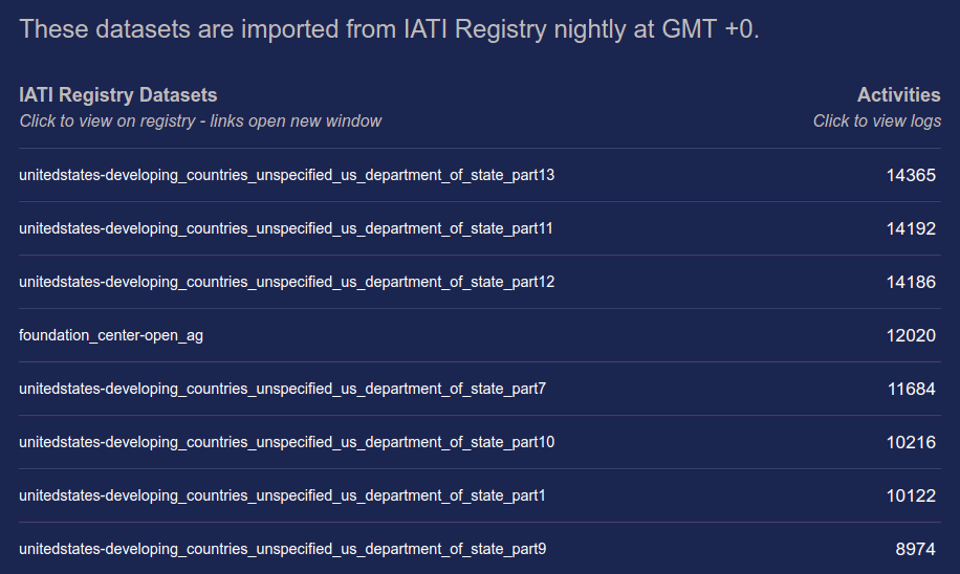 These datasets are imported from IATI Registry nightly at GMT +0.
IATI Registry Datasets Activities
Click to view on registry - links open new window Click to view logs
unitedstates-developing_countries_unspecified_us_department_of_state_part13 14365
unitedstates-developing_countries_unspecified_us_department_of_state_part11 14192
unitedstates-developing_countries_unspecified_us_department_of_state_part12 14186
foundation_center-open_ag 12020
unitedstates-developing_countries_unspecified_us_department_of_state_part7 11684
unitedstates-developing_countries_unspecified_us_department_of_state_part10 10216
unitedstates-developing_countries_unspecified_us_department_of_state_part1 10122
unitedstates-developing_countries_unspecified_us_department_of_state_part9 8974